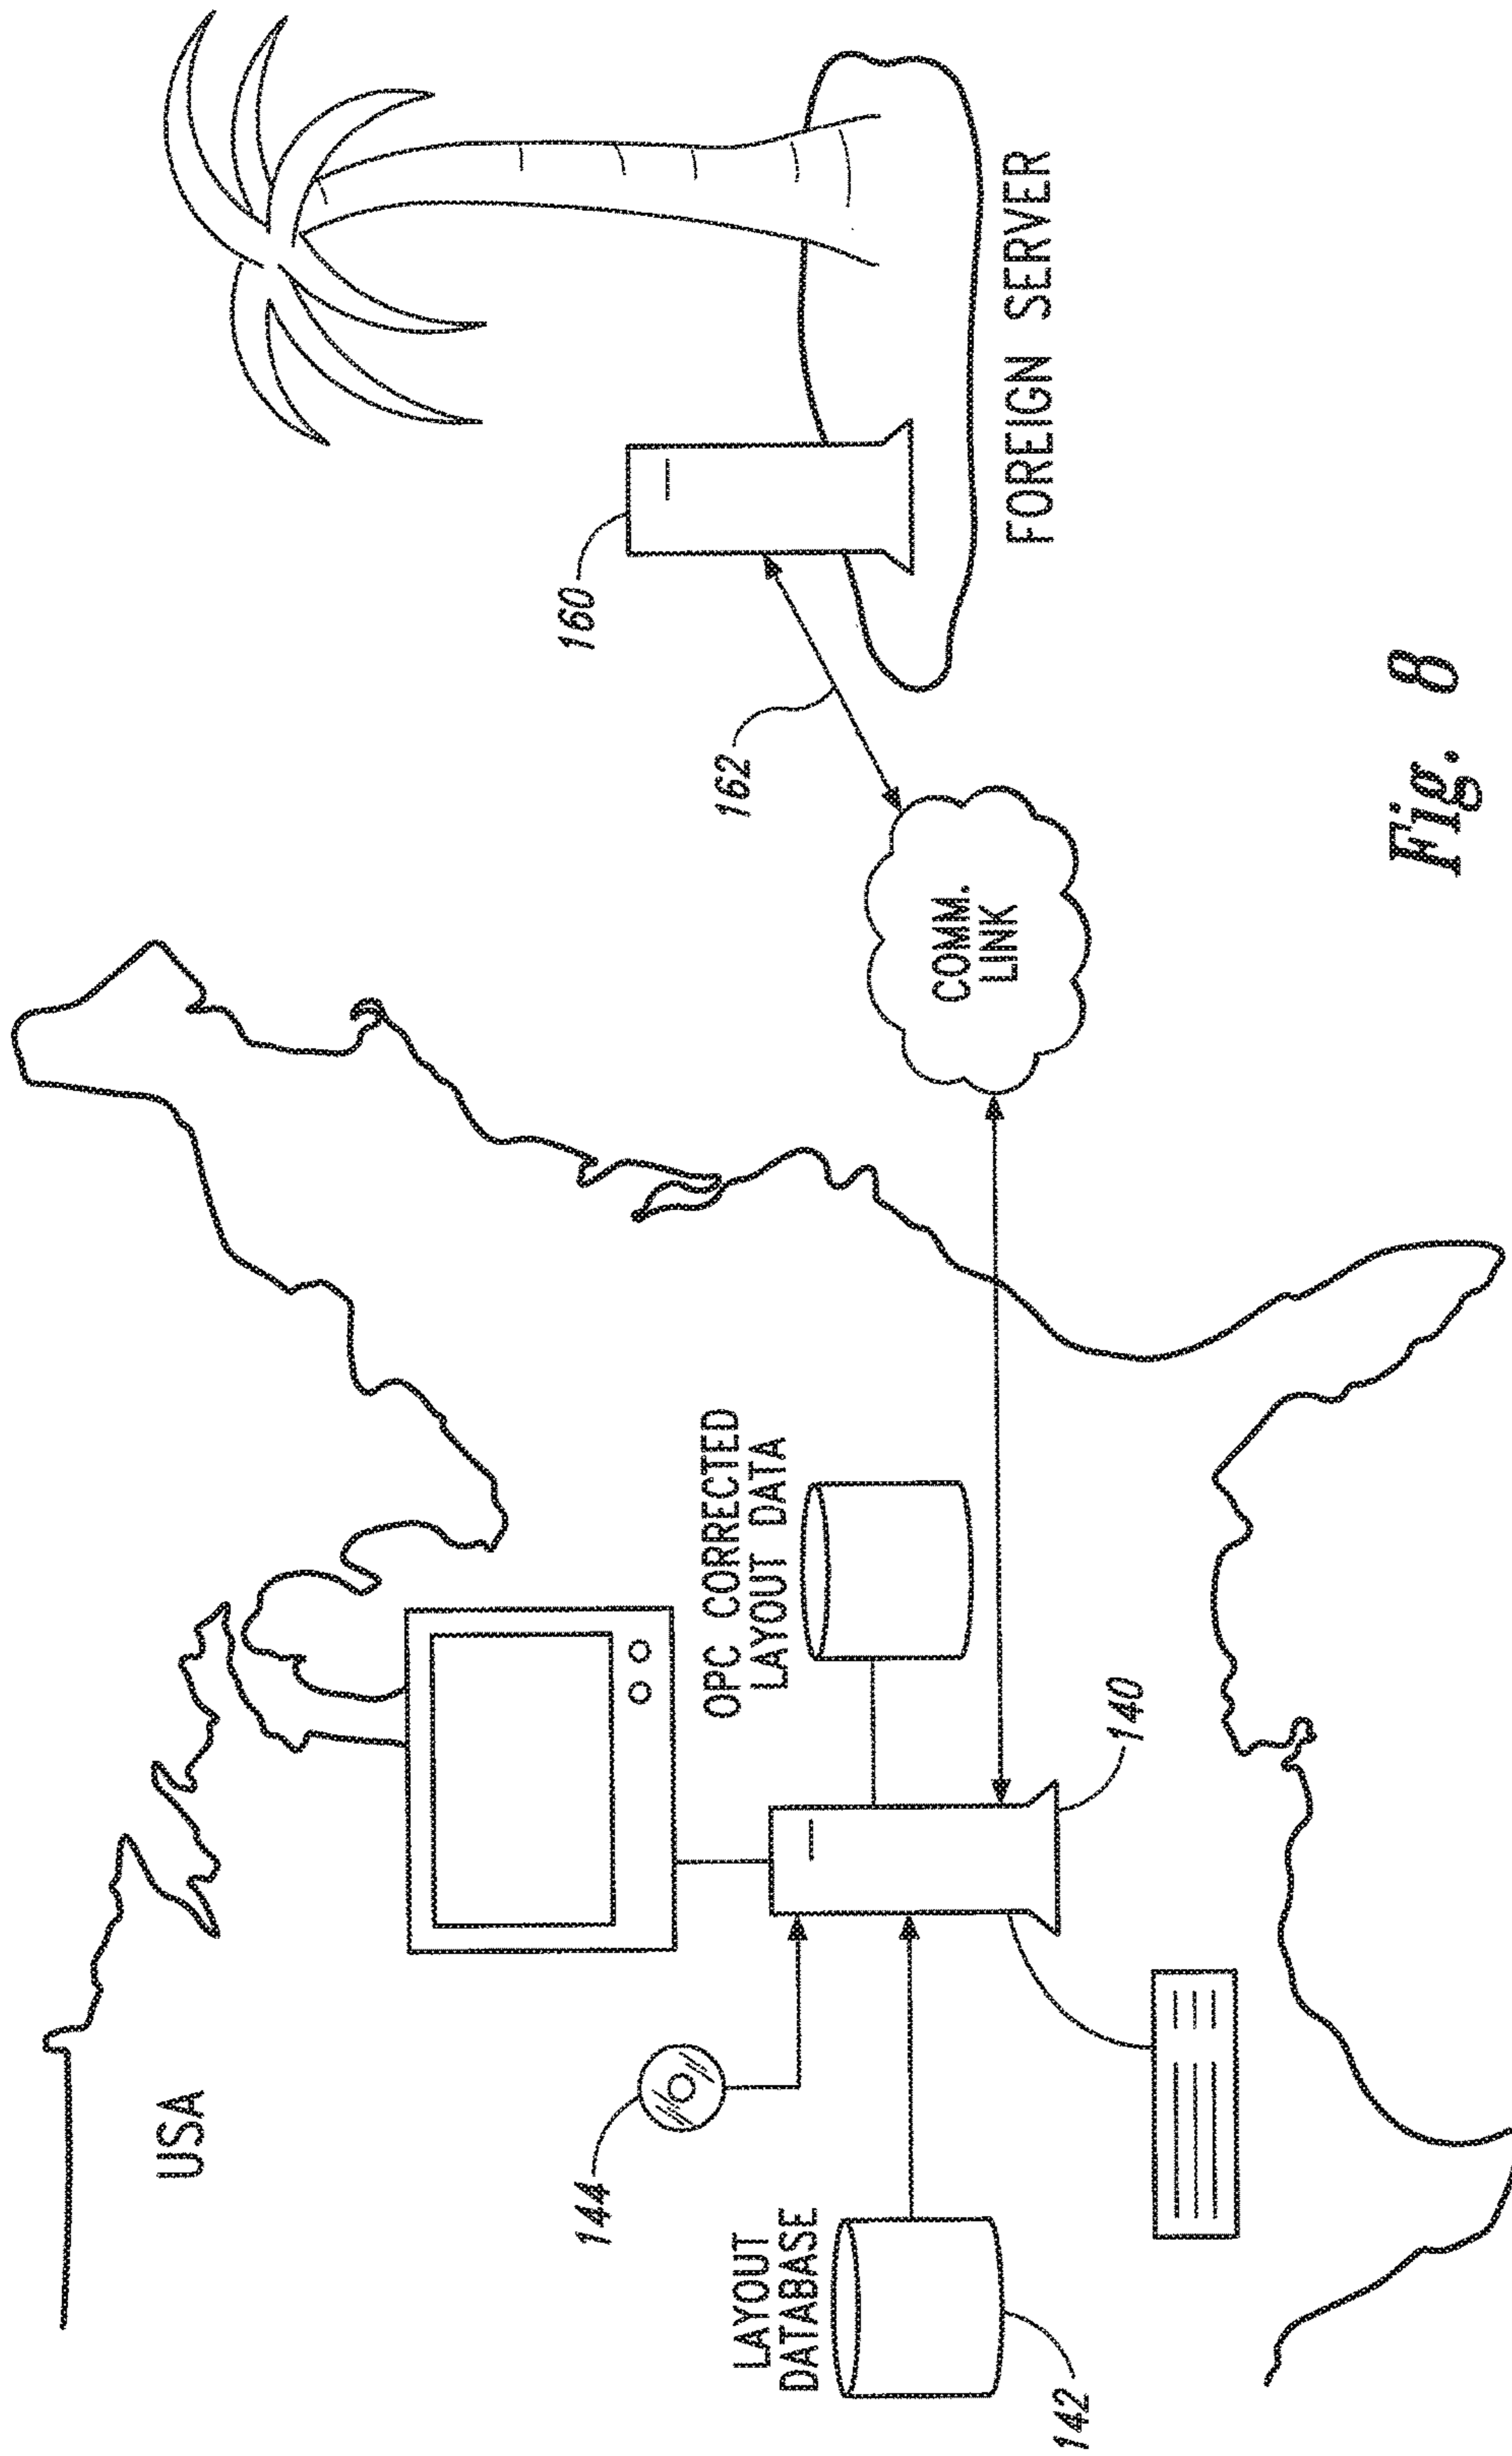 USA
144
LAYOUT
DATABASE
142
OPC CORRECTED
LAYOUT DATA
140
COMM.
LINK
162
160
FOREIGN SERVER
Fig. 8